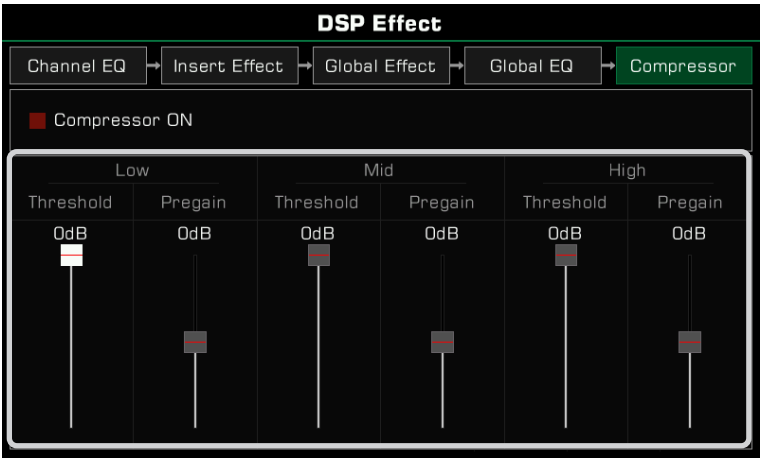 DSP Effect
Channel EQ Insert Effect Global Effect Global EQ Compressor
Compressor ON
Low Mid High
Threshold Pregain Threshold Pregain Threshold Pregain
0dB 0dB 0dB 0dB 0dB 0dB